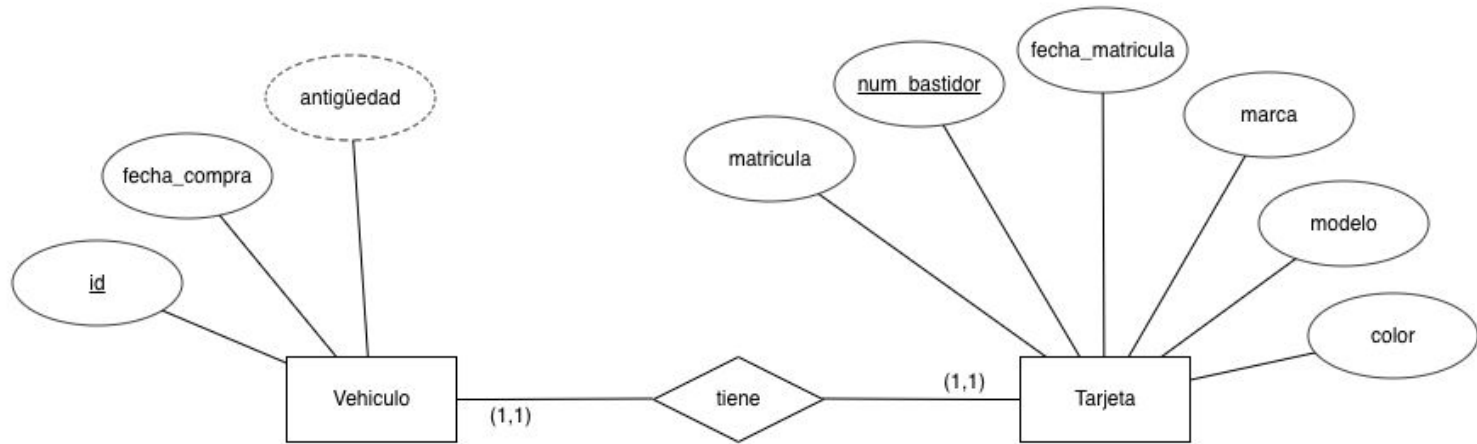 fecha_matricula
antigüedad
num_bastidor
marca
matricula
fecha_compra
modelo
id
color
Vehiculo
(1,1)
tiene
(1,1)
Tarjeta